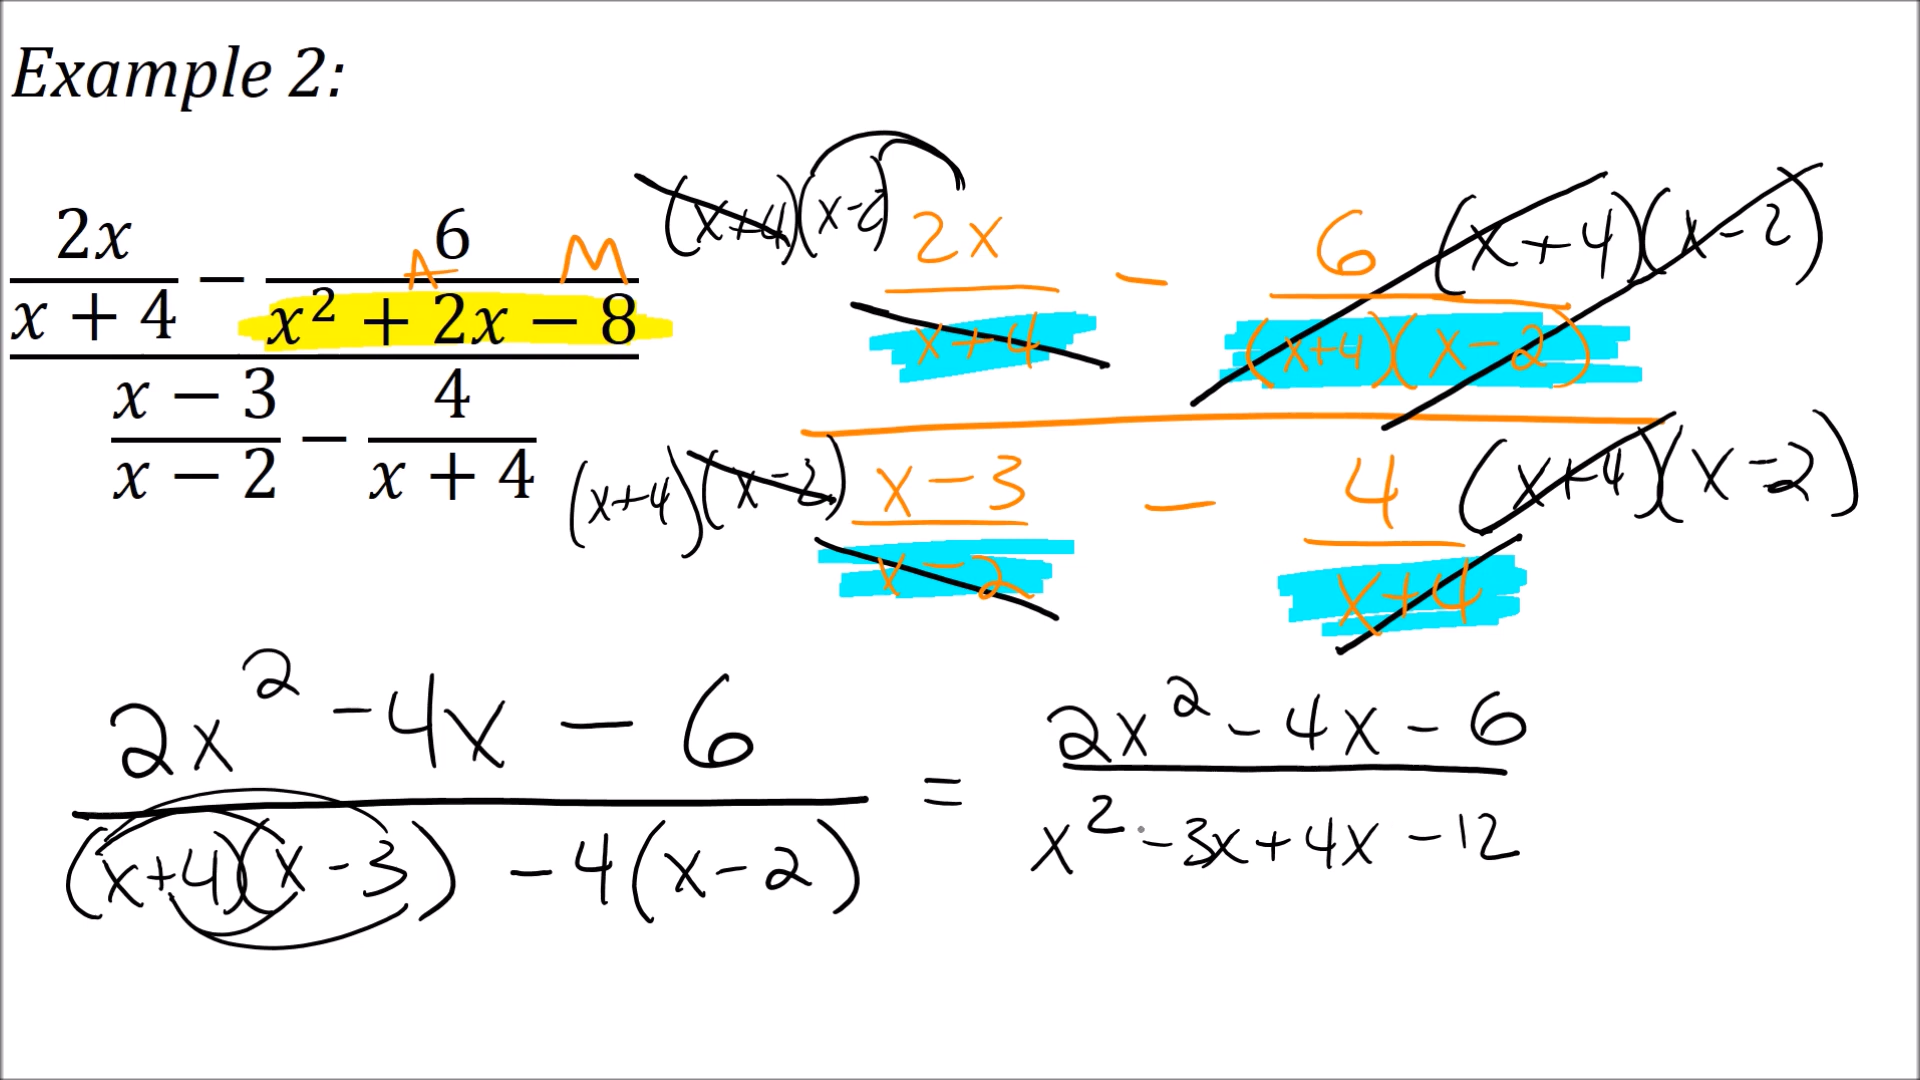 Example 2:
2x/(x + 4) − 6/(x² + 2x − 8)
A M
(x − 3)/(x − 2) − 4/(x + 4)
(x+4)(x-2) 2x/(x+4) - 6/((x+4)(x-2)) (x+4)(x-2)
(x+4)(x-2) (x-3)/(x-2) - 4/(x+4) (x+4)(x-2)
2x² -4x - 6 = 2x² - 4x - 6
(x+4)(x-3) - 4(x-2) x² - 3x + 4x - 12